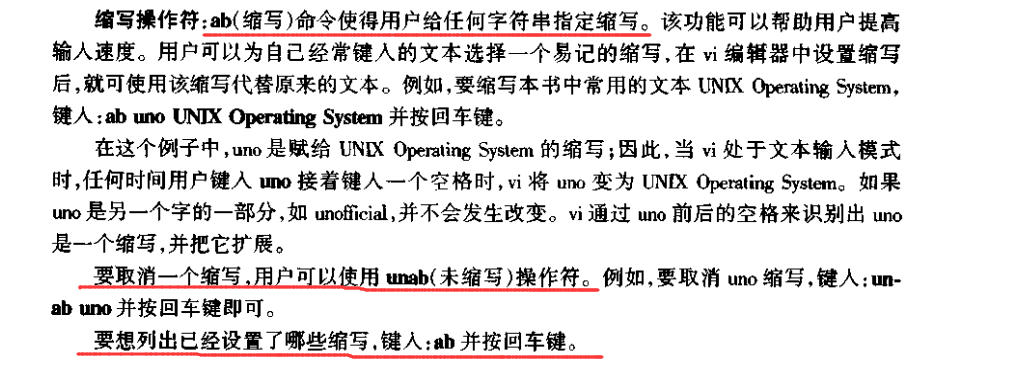 缩写操作符:ab(缩写)命令使得用户给任何字符串指定缩写。该功能可以帮助用户提高
输入速度。用户可以为自己经常键人的文本选择一个易记的缩写,在 vi 编辑器中设置缩写
后,就可使用该缩写代替原来的文本。例如,要缩写本书中常用的文本 UNIX Operating System,
键人:ab uno UNIX Operating System 并按回车键。
在这个例子中,uno 是赋给 UNIX Operating System 的缩写;因此,当 vi 处于文本输入模式
时,任何时间用户键入 uno 接着键人一个空格时,vi 将 uno 变为 UNIX Operating System。如果
uno 是另一个字的一部分,如 unofficial,并不会发生改变。vi 通过 uno 前后的空格来识别出 uno
是一个缩写,并把它扩展。
要取消一个缩写,用户可以使用 unab(未缩写)操作符。例如,要取消 uno 缩写,键人:un-
ab uno 并按回车键即可。
要想列出已经设置了哪些缩写,键人:ab 并按回车键。